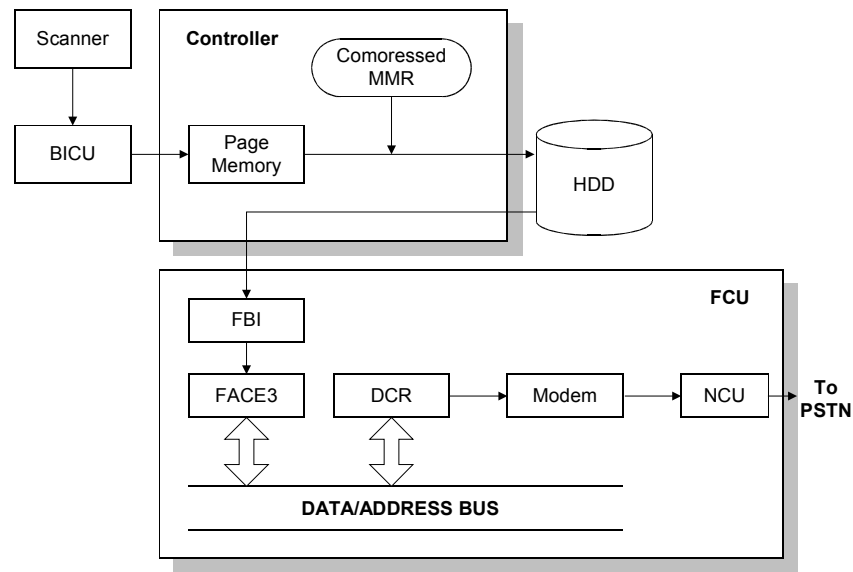 Scanner
Controller
Comoressed
MMR
BICU
Page
Memory
HDD
FCU
FBI
FACE3
DCR
Modem
NCU
To
PSTN
DATA/ADDRESS BUS